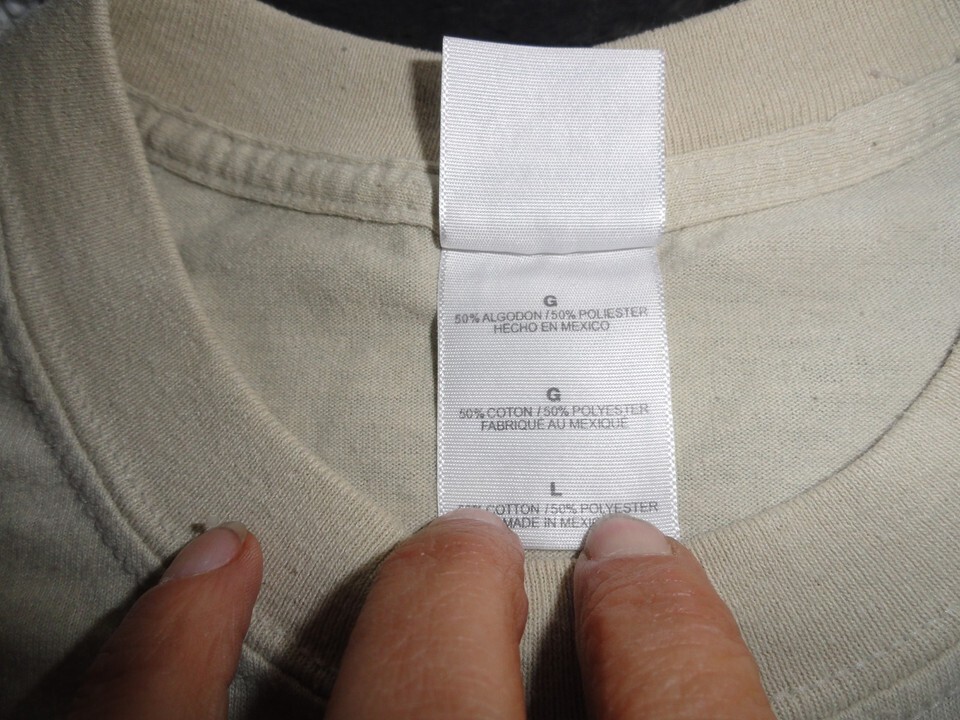 G
50% ALGODON / 50% POLIESTER
HECHO EN MEXICO
G
50% COTON / 50% POLYESTER
FABRIQUÉ AU MEXIQUE
L
COTTON / 50% POLYESTER
MADE IN